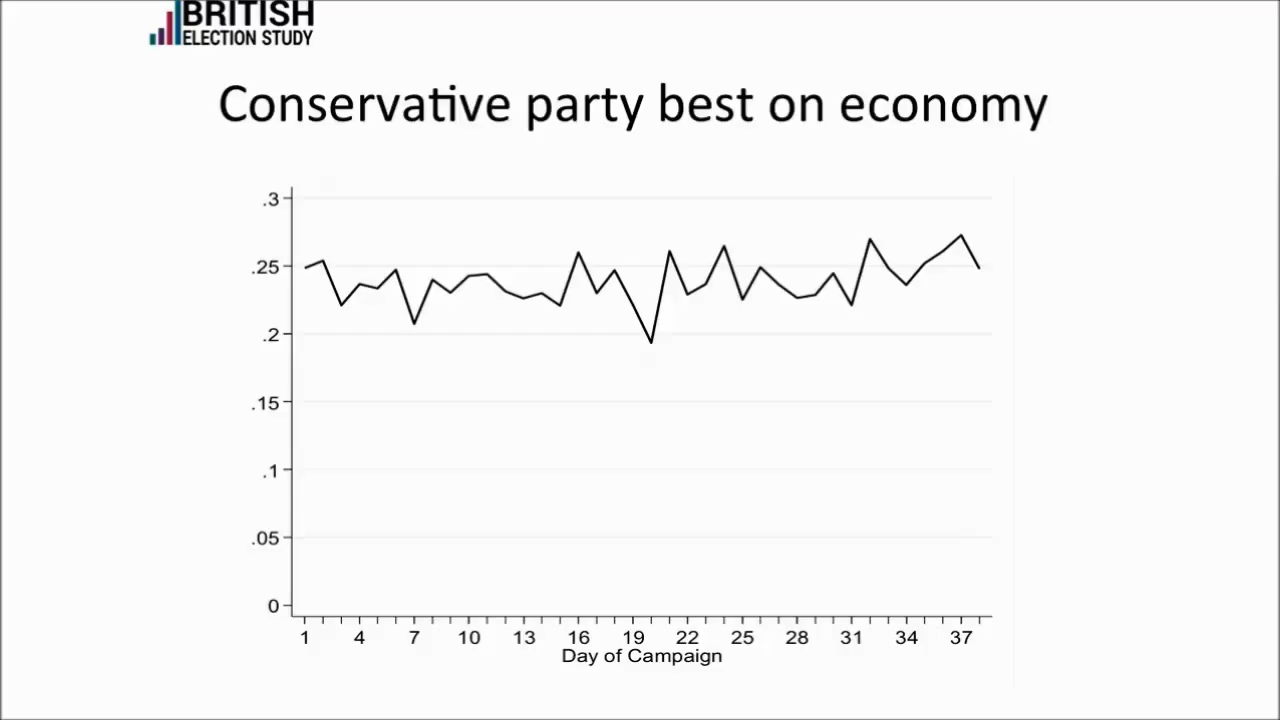 BRITISH
ELECTION STUDY
Conservative party best on economy
.3
.25
.2
.15
.1
.05
0
1 4 7 10 13 16 19 22 25 28 31 34 37
Day of Campaign